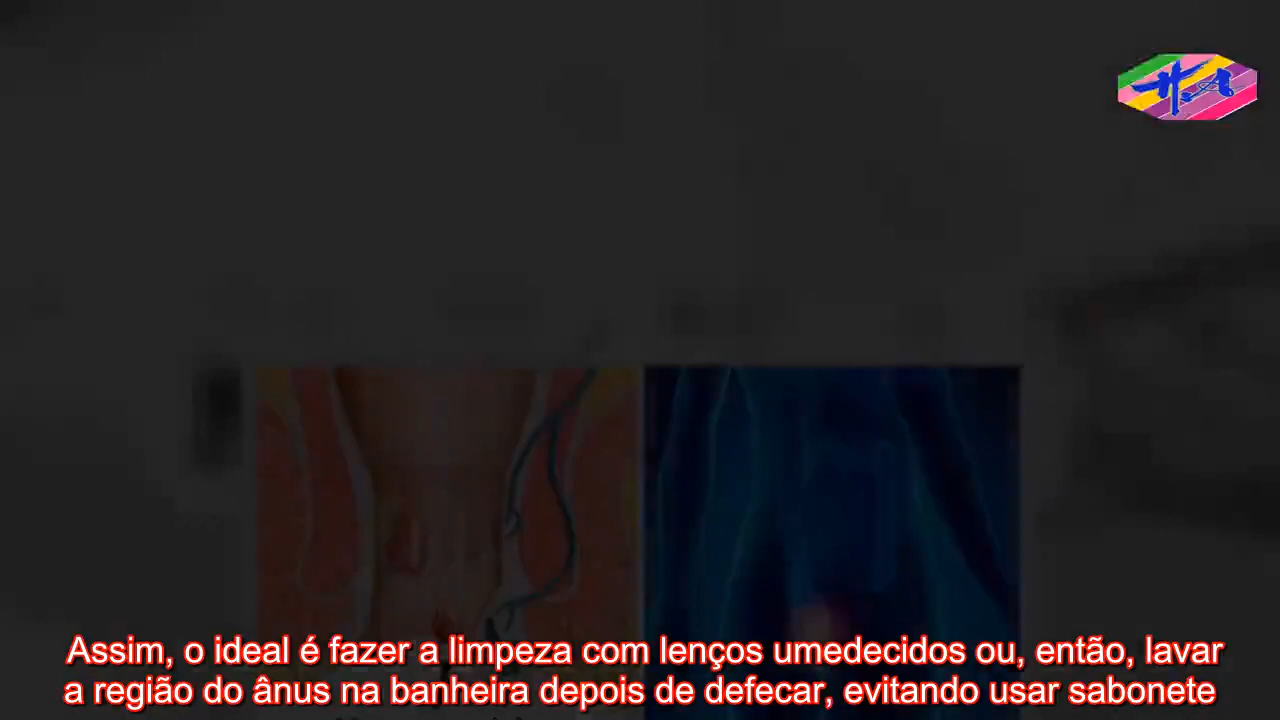 HA
Assim, o ideal é fazer a limpeza com lenços umedecidos ou, então, lavar
a região do ânus na banheira depois de defecar, evitando usar sabonete